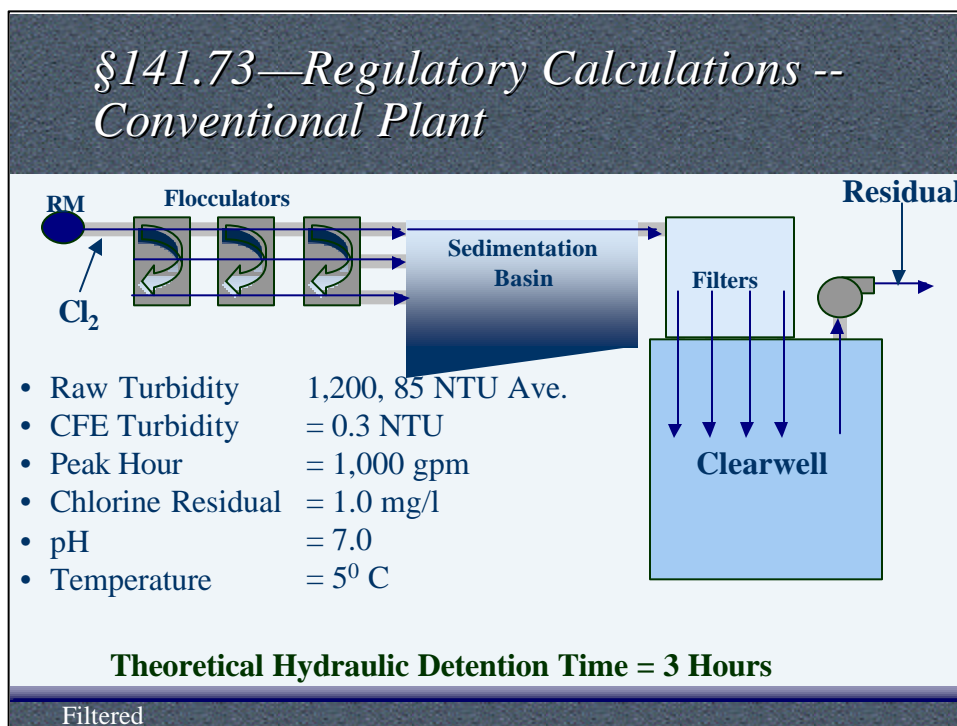 §141.73—Regulatory Calculations --
Conventional Plant
RM
Flocculators
Residual
Sedimentation
Basin
Filters
Cl₂
• Raw Turbidity 1,200, 85 NTU Ave.
• CFE Turbidity = 0.3 NTU
• Peak Hour = 1,000 gpm
• Chlorine Residual = 1.0 mg/l
• pH = 7.0
• Temperature = 5⁰ C
Clearwell
Theoretical Hydraulic Detention Time = 3 Hours
Filtered